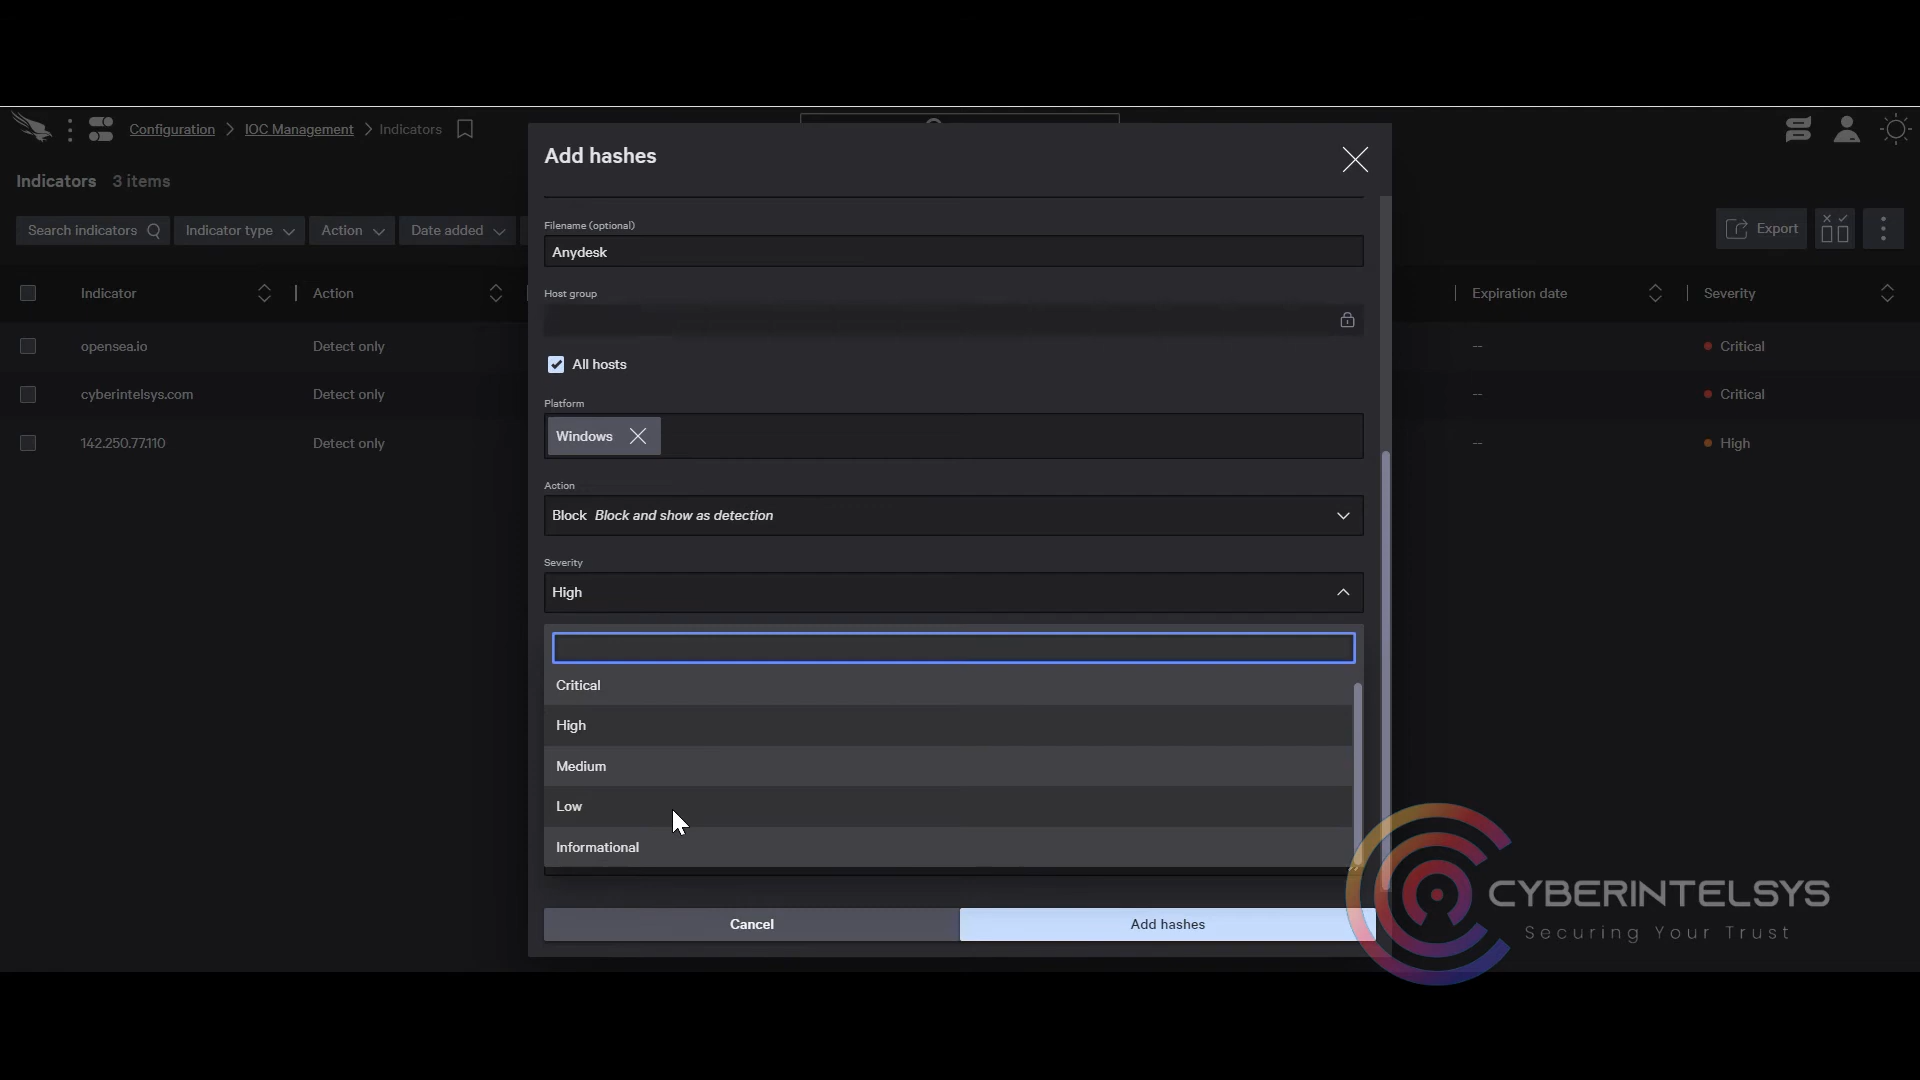 Configuration > IOC Management > Indicators
Indicators 3 items
Search indicators
Indicator type
Action
Date added
Export
Indicator
Action
Expiration date
Severity
opensea.io
Detect only
--
Critical
cyberintelsys.com
Detect only
--
Critical
142.250.77.110
Detect only
--
High
Add hashes
Filename (optional)
Anydesk
Host group
All hosts
Platform
Windows
Action
Block Block and show as detection
Severity
High
Critical
High
Medium
Low
Informational
Cancel
Add hashes
CYBERINTELSYS
Securing Your Trust